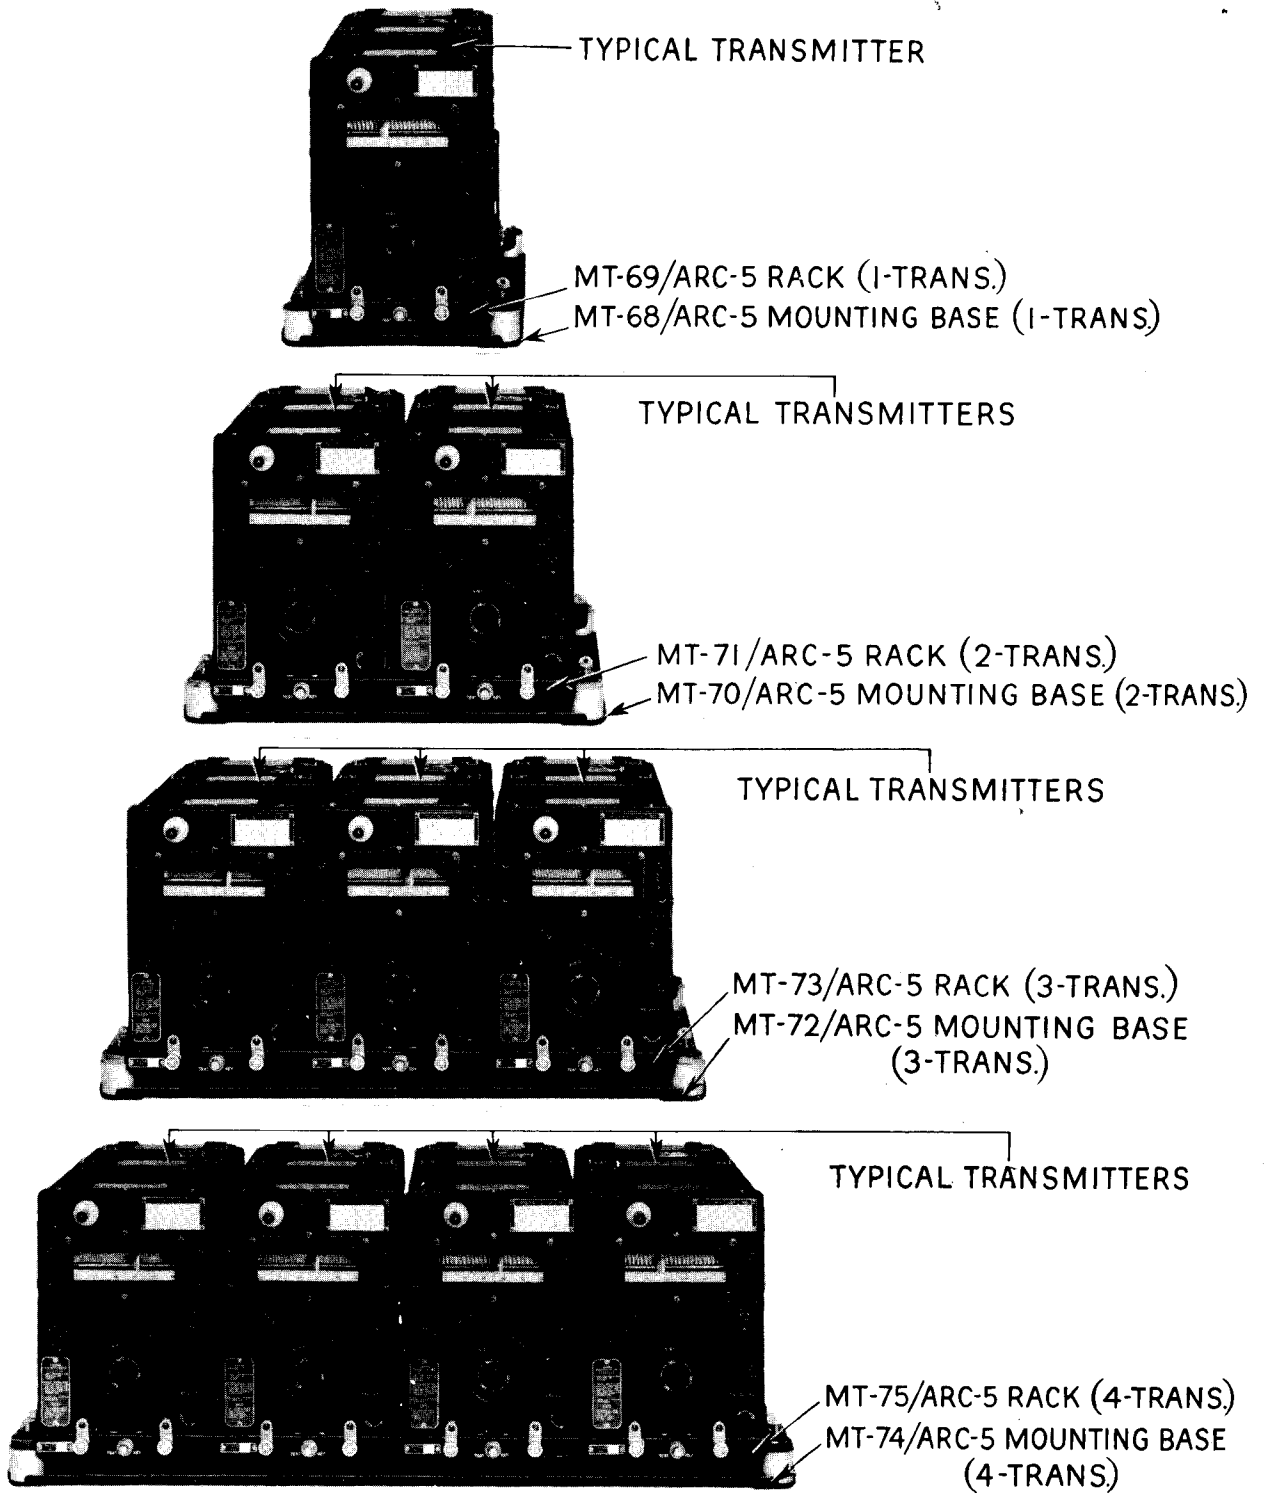 TYPICAL TRANSMITTER
MT-69/ARC-5 RACK (1-TRANS.)
MT-68/ARC-5 MOUNTING BASE (1-TRANS.)
TYPICAL TRANSMITTERS
MT-71/ARC-5 RACK (2-TRANS.)
MT-70/ARC-5 MOUNTING BASE (2-TRANS.)
TYPICAL TRANSMITTERS
MT-73/ARC-5 RACK (3-TRANS.)
MT-72/ARC-5 MOUNTING BASE
(3-TRANS.)
TYPICAL TRANSMITTERS
MT-75/ARC-5 RACK (4-TRANS.)
MT-74/ARC-5 MOUNTING BASE
(4-TRANS.)